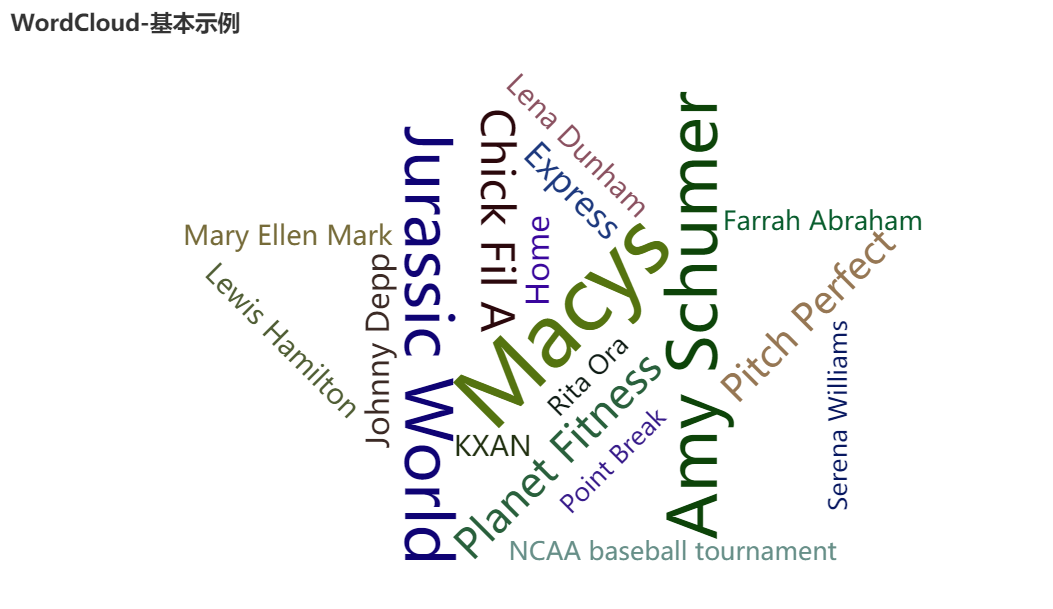 WordCloud-基本示例
Lena Dunham
Express
Chick Fil A
Jurassic World
Amy Schumer
Home
Macys
Farrah Abraham
Mary Ellen Mark
Pitch Perfect
Lewis Hamilton
Johnny Depp
Rita Ora
Serena Williams
Planet Fitness
KXAN
Point Break
NCAA baseball tournament